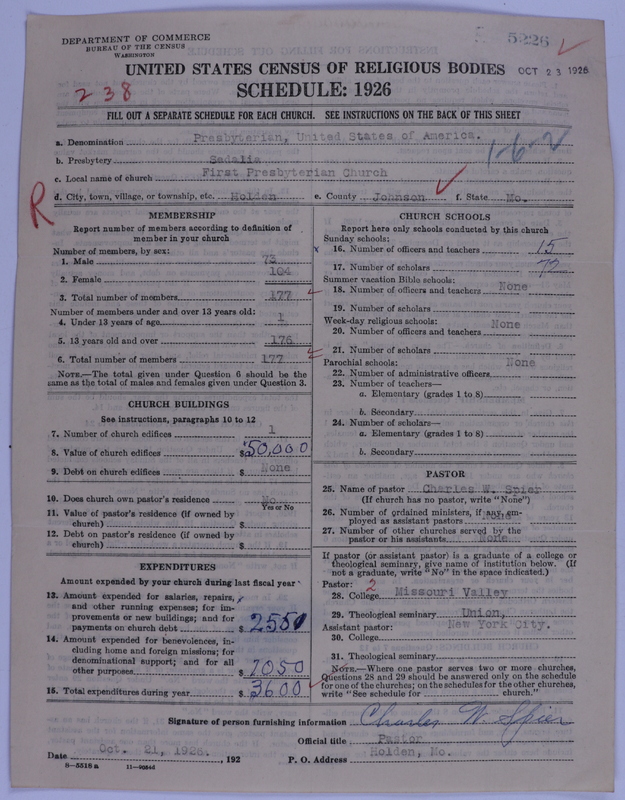 DEPARTMENT OF COMMERCE
BUREAU OF THE CENSUS
WASHINGTON
5226
UNITED STATES CENSUS OF RELIGIOUS BODIES
OCT 23 1926
238
SCHEDULE: 1926
FILL OUT A SEPARATE SCHEDULE FOR EACH CHURCH. SEE INSTRUCTIONS ON THE BACK OF THIS SHEET
a. Denomination Presbyterian, United States of America.
b. Presbytery Sedalia
1-6-2
c. Local name of church First Presbyterian Church
d. City, town, village, or township, etc. Holden e. County Johnson f. State Mo.
R
MEMBERSHIP
Report number of members according to definition of member in your church
Number of members, by sex:
1. Male 73
2. Female 104
3. Total number of members 177
Number of members under and over 13 years old:
4. Under 13 years of age 1
5. 13 years old and over 176
6. Total number of members 177
NOTE.—The total given under Question 6 should be the same as the total of males and females given under Question 3.
CHURCH BUILDINGS
See instructions, paragraphs 10 to 12
7. Number of church edifices 1
8. Value of church edifices $50,000
9. Debt on church edifices $ None
10. Does church own pastor's residence No
Yes or No
11. Value of pastor's residence (if owned by church) $
12. Debt on pastor's residence (if owned by church) $
EXPENDITURES
Amount expended by your church during last fiscal year
13. Amount expended for salaries, repairs, and other running expenses; for improvements or new buildings; and for payments on church debt $ 2550
14. Amount expended for benevolences, including home and foreign missions; for denominational support; and for all other purposes $ 1050
15. Total expenditures during year $ 3600
CHURCH SCHOOLS
Report here only schools conducted by this church
Sunday schools:
x 16. Number of officers and teachers 15
17. Number of scholars 72
Summer vacation Bible schools:
18. Number of officers and teachers None
19. Number of scholars
Week-day religious schools:
20. Number of officers and teachers None
21. Number of scholars
Parochial schools: None
22. Number of administrative officers
23. Number of teachers—
a. Elementary (grades 1 to 8)
b. Secondary
24. Number of scholars—
a. Elementary (grades 1 to 8)
b. Secondary
PASTOR
25. Name of pastor Charles W. Spier
(If church has no pastor, write "None")
26. Number of ordained ministers, if any, employed as assistant pastors None
27. Number of other churches served by the pastor or his assistants None
If pastor (or assistant pastor) is a graduate of a college or theological seminary, give name of institution below. (If not a graduate, write "No" in the space indicated.)
Pastor: 2
28. College Missouri Valley
29. Theological seminary Union,
New York City.
Assistant pastor:
30. College
31. Theological seminary
NOTE.—Where one pastor serves two or more churches, Questions 28 and 29 should be answered only on the schedule for one of the churches; on the schedules for the other churches, write "See schedule for church."
Signature of person furnishing information Charles W. Spier
Official title Pastor
Date Oct. 21, 1926. , 192 P. O. Address Holden, Mo.
8—5518 a